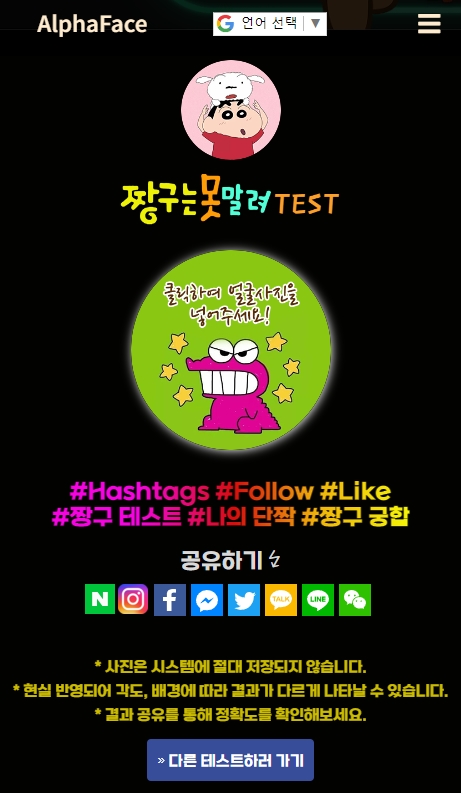 AlphaFace
언어 선택 ▼
짱구는못말려 TEST
클릭하여 얼굴사진을
넣어주세요!
#Hashtags #Follow #Like
#짱구 테스트 #나의 단짝 #짱구 궁합
공유하기
N
TALK
LINE
* 사진은 시스템에 절대 저장되지 않습니다.
* 현실 반영되어 각도, 배경에 따라 결과가 다르게 나타날 수 있습니다.
* 결과 공유를 통해 정확도를 확인해보세요.
» 다른 테스트하러 가기